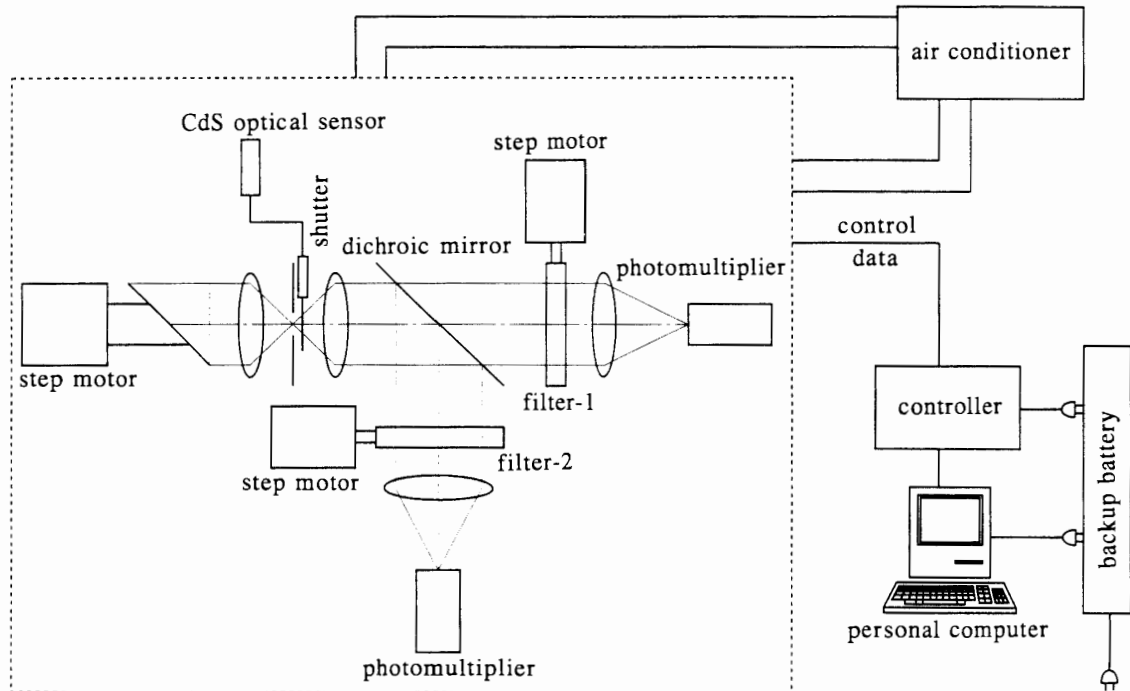 air conditioner
CdS optical sensor
step motor
shutter
dichroic mirror
control
data
photomultiplier
step motor
filter-1
controller
filter-2
step motor
backup battery
personal computer
photomultiplier